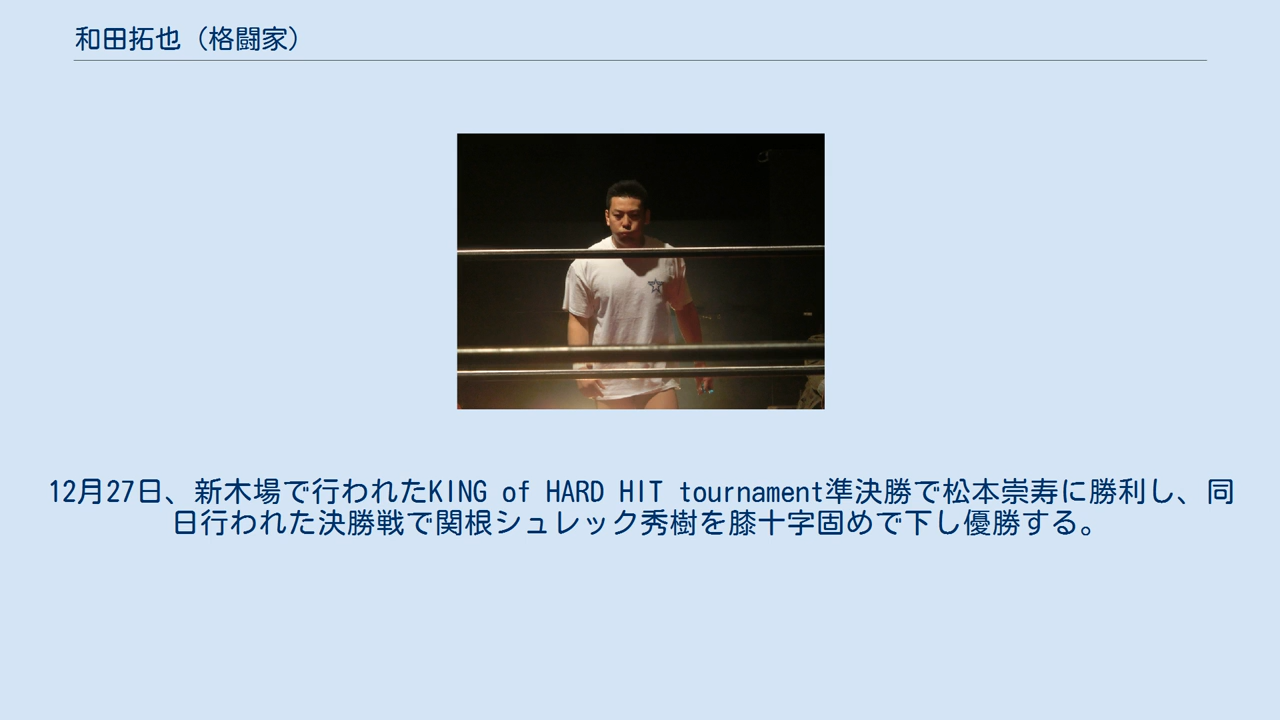 和田拓也（格闘家）
12月27日、新木場で行われたKING of HARD HIT tournament準決勝で松本崇寿に勝利し、同
日行われた決勝戦で関根シュレック秀樹を膝十字固めで下し優勝する。